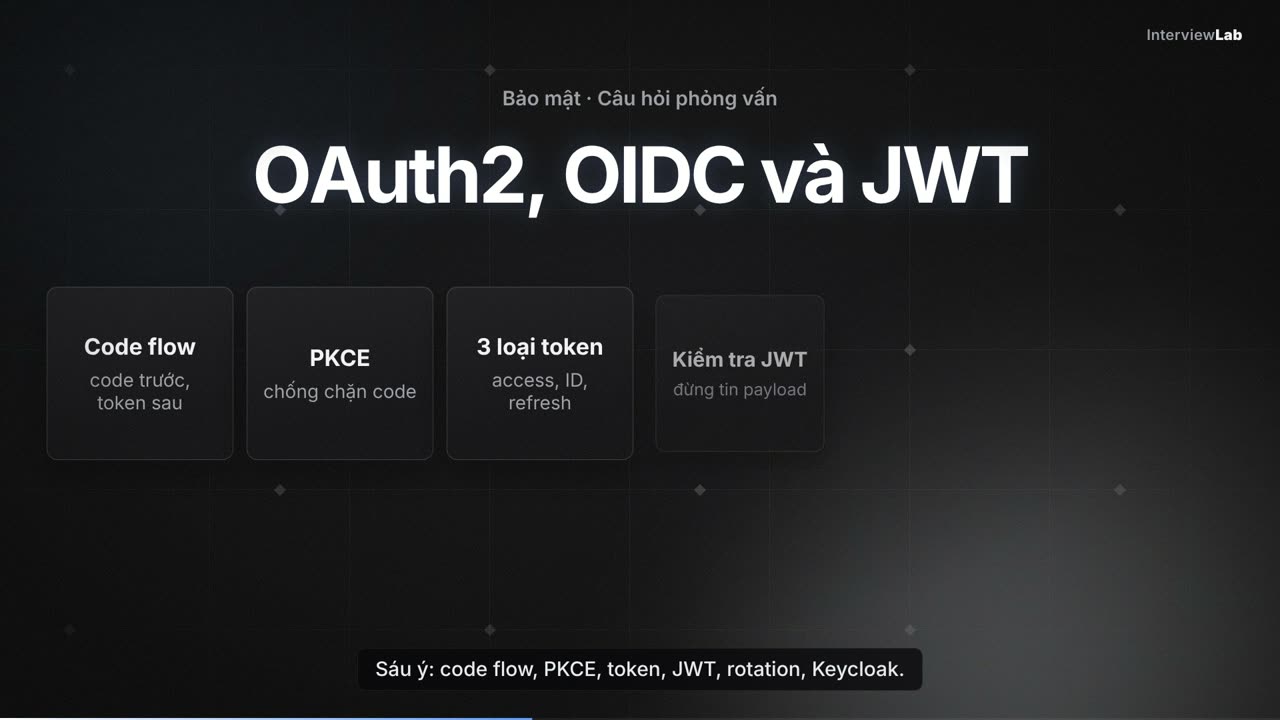 InterviewLab
Bảo mật · Câu hỏi phỏng vấn
OAuth2, OIDC và JWT
Code flow
code trước,
token sau
PKCE
chống chặn code
3 loại token
access, ID,
refresh
Kiểm tra JWT
đừng tin payload
Sáu ý: code flow, PKCE, token, JWT, rotation, Keycloak.